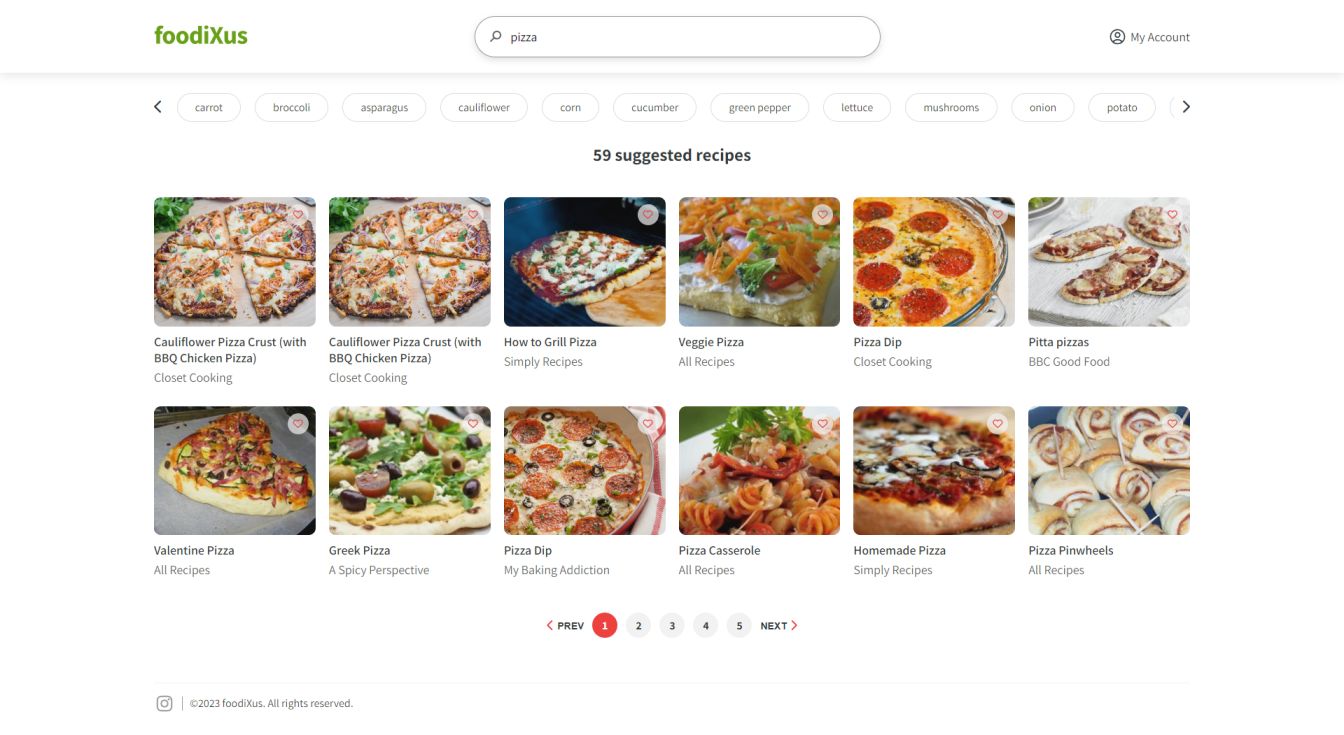 foodiXus
pizza
My Account
carrot
broccoli
asparagus
cauliflower
corn
cucumber
green pepper
lettuce
mushrooms
onion
potato
59 suggested recipes
Cauliflower Pizza Crust (with
BBQ Chicken Pizza)
Closet Cooking
Cauliflower Pizza Crust (with
BBQ Chicken Pizza)
Closet Cooking
How to Grill Pizza
Simply Recipes
Veggie Pizza
All Recipes
Pizza Dip
Closet Cooking
Pitta pizzas
BBC Good Food
Valentine Pizza
All Recipes
Greek Pizza
A Spicy Perspective
Pizza Dip
My Baking Addiction
Pizza Casserole
All Recipes
Homemade Pizza
Simply Recipes
Pizza Pinwheels
All Recipes
PREV 1 2 3 4 5 NEXT
©2023 foodiXus. All rights reserved.